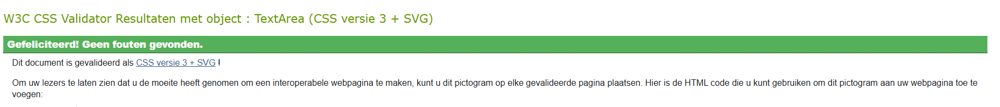 W3C CSS Validator Resultaten met object : TextArea (CSS versie 3 + SVG)
Gefeliciteerd! Geen fouten gevonden.
Dit document is gevalideerd als CSS versie 3 + SVG !
Om uw lezers te laten zien dat u de moeite heeft genomen om een interoperabele webpagina te maken, kunt u dit pictogram op elke gevalideerde pagina plaatsen. Hier is de HTML code die u kunt gebruiken om dit pictogram aan uw webpagina toe te
voegen: